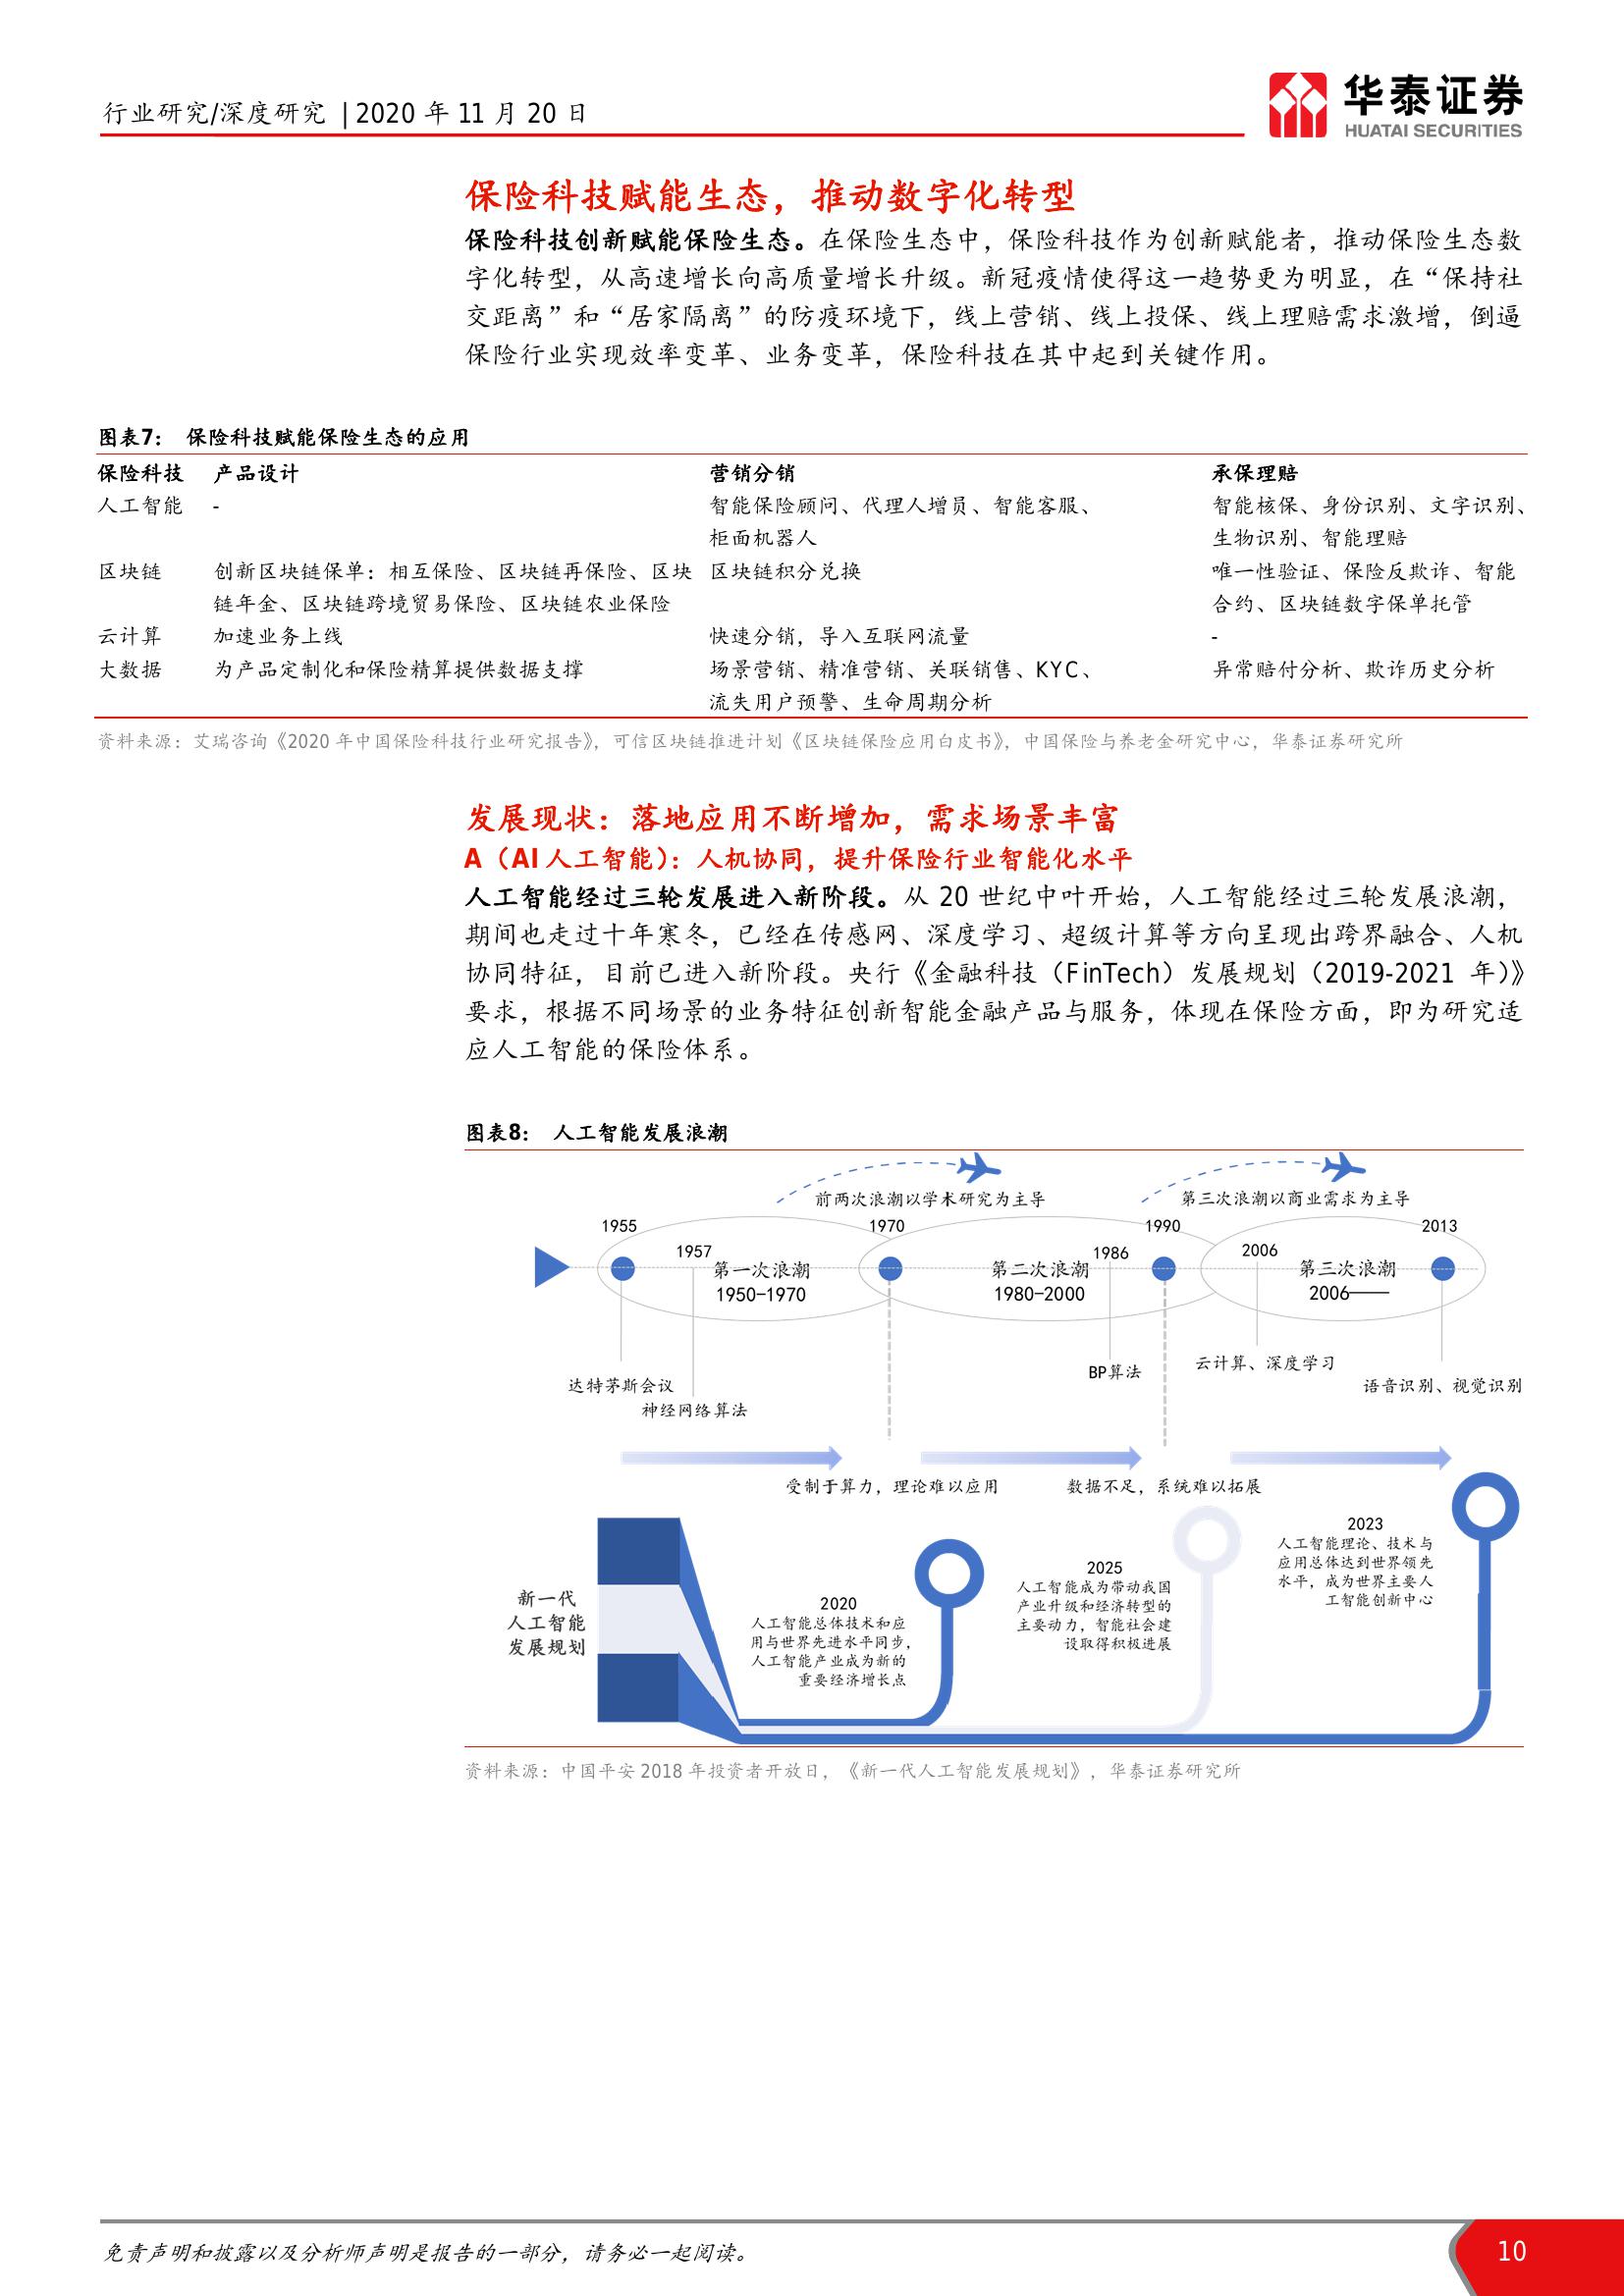 行业研究/深度研究 | 2020 年 11 月 20 日
华泰证券
HUATAI SECURITIES
保险科技赋能生态，推动数字化转型
保险科技创新赋能保险生态。在保险生态中，保险科技作为创新赋能者，推动保险生态数
字化转型，从高速增长向高质量增长升级。新冠疫情使得这一趋势更为明显，在“保持社
交距离”和“居家隔离”的防疫环境下，线上营销、线上投保、线上理赔需求激增，倒逼
保险行业实现效率变革、业务变革，保险科技在其中起到关键作用。
图表7： 保险科技赋能保险生态的应用
保险科技 产品设计 营销分销 承保理赔
人工智能 - 智能保险顾问、代理人增员、智能客服、 智能核保、身份识别、文字识别、
柜面机器人 生物识别、智能理赔
区块链 创新区块链保单：相互保险、区块链再保险、区块 区块链积分兑换 唯一性验证、保险反欺诈、智能
链年金、区块链跨境贸易保险、区块链农业保险 合约、区块链数字保单托管
云计算 加速业务上线 快速分销，导入互联网流量 -
大数据 为产品定制化和保险精算提供数据支撑 场景营销、精准营销、关联销售、KYC、 异常赔付分析、欺诈历史分析
流失用户预警、生命周期分析
资料来源：艾瑞咨询《2020 年中国保险科技行业研究报告》，可信区块链推进计划《区块链保险应用白皮书》，中国保险与养老金研究中心，华泰证券研究所
发展现状：落地应用不断增加，需求场景丰富
A（AI 人工智能）：人机协同，提升保险行业智能化水平
人工智能经过三轮发展进入新阶段。从 20 世纪中叶开始，人工智能经过三轮发展浪潮，
期间也走过十年寒冬，已经在传感网、深度学习、超级计算等方向呈现出跨界融合、人机
协同特征，目前已进入新阶段。央行《金融科技（FinTech）发展规划（2019-2021 年）》
要求，根据不同场景的业务特征创新智能金融产品与服务，体现在保险方面，即为研究适
应人工智能的保险体系。
图表8： 人工智能发展浪潮
前两次浪潮以学术研究为主导 第三次浪潮以商业需求为主导
1955 1970 1990 2013
1957 1986 2006
第一次浪潮 第二次浪潮 第三次浪潮
1950-1970 1980-2000 2006——
BP算法 云计算、深度学习
达特茅斯会议 语音识别、视觉识别
神经网络算法
受制于算力，理论难以应用 数据不足，系统难以拓展
新一代
人工智能
发展规划
2020
人工智能总体技术和应
用与世界先进水平同步，
人工智能产业成为新的
重要经济增长点
2025
人工智能成为带动我国
产业升级和经济转型的
主要动力，智能社会建
设取得积极进展
2023
人工智能理论、技术与
应用总体达到世界领先
水平，成为世界主要人
工智能创新中心
资料来源：中国平安 2018 年投资者开放日，《新一代人工智能发展规划》，华泰证券研究所
免责声明和披露以及分析师声明是报告的一部分，请务必一起阅读。
10